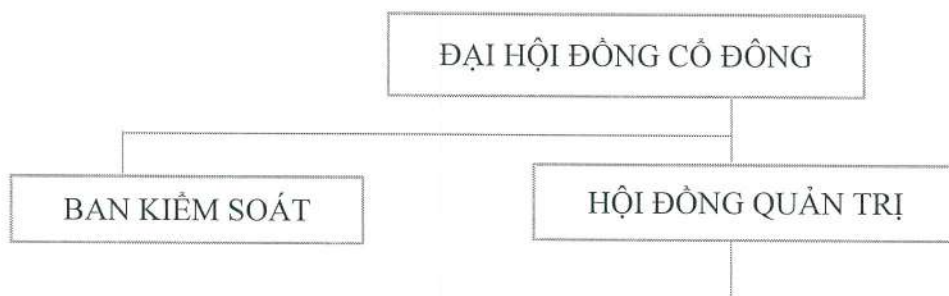 ĐẠI HỘI ĐỒNG CỔ ĐÔNG
BAN KIỂM SOÁT
HỘI ĐỒNG QUẢN TRỊ